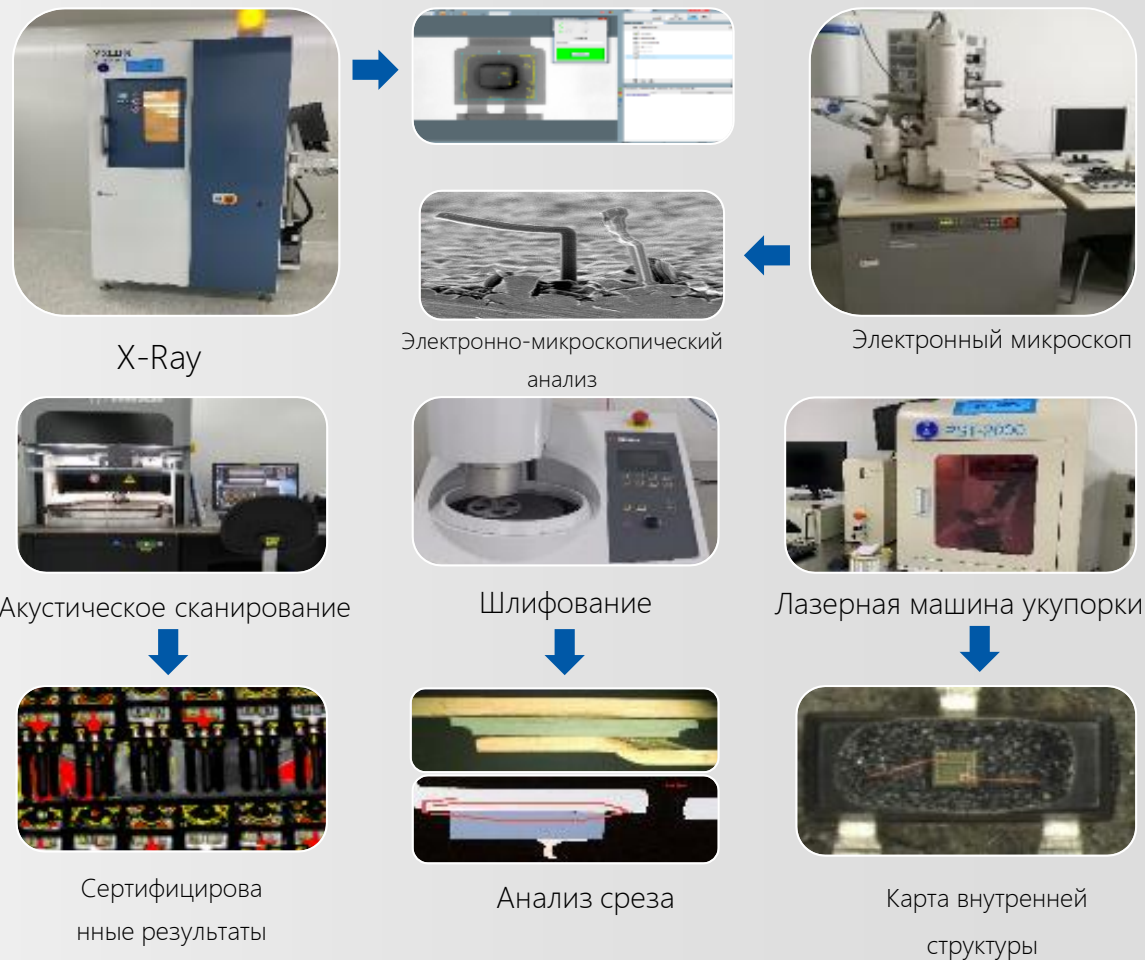 X-Ray
Электронно-микроскопический
анализ
Электронный микроскоп
Акустическое сканирование
Шлифование
Лазерная машина укупорки
Сертифицирова
нные результаты
Анализ среза
Карта внутренней
структуры